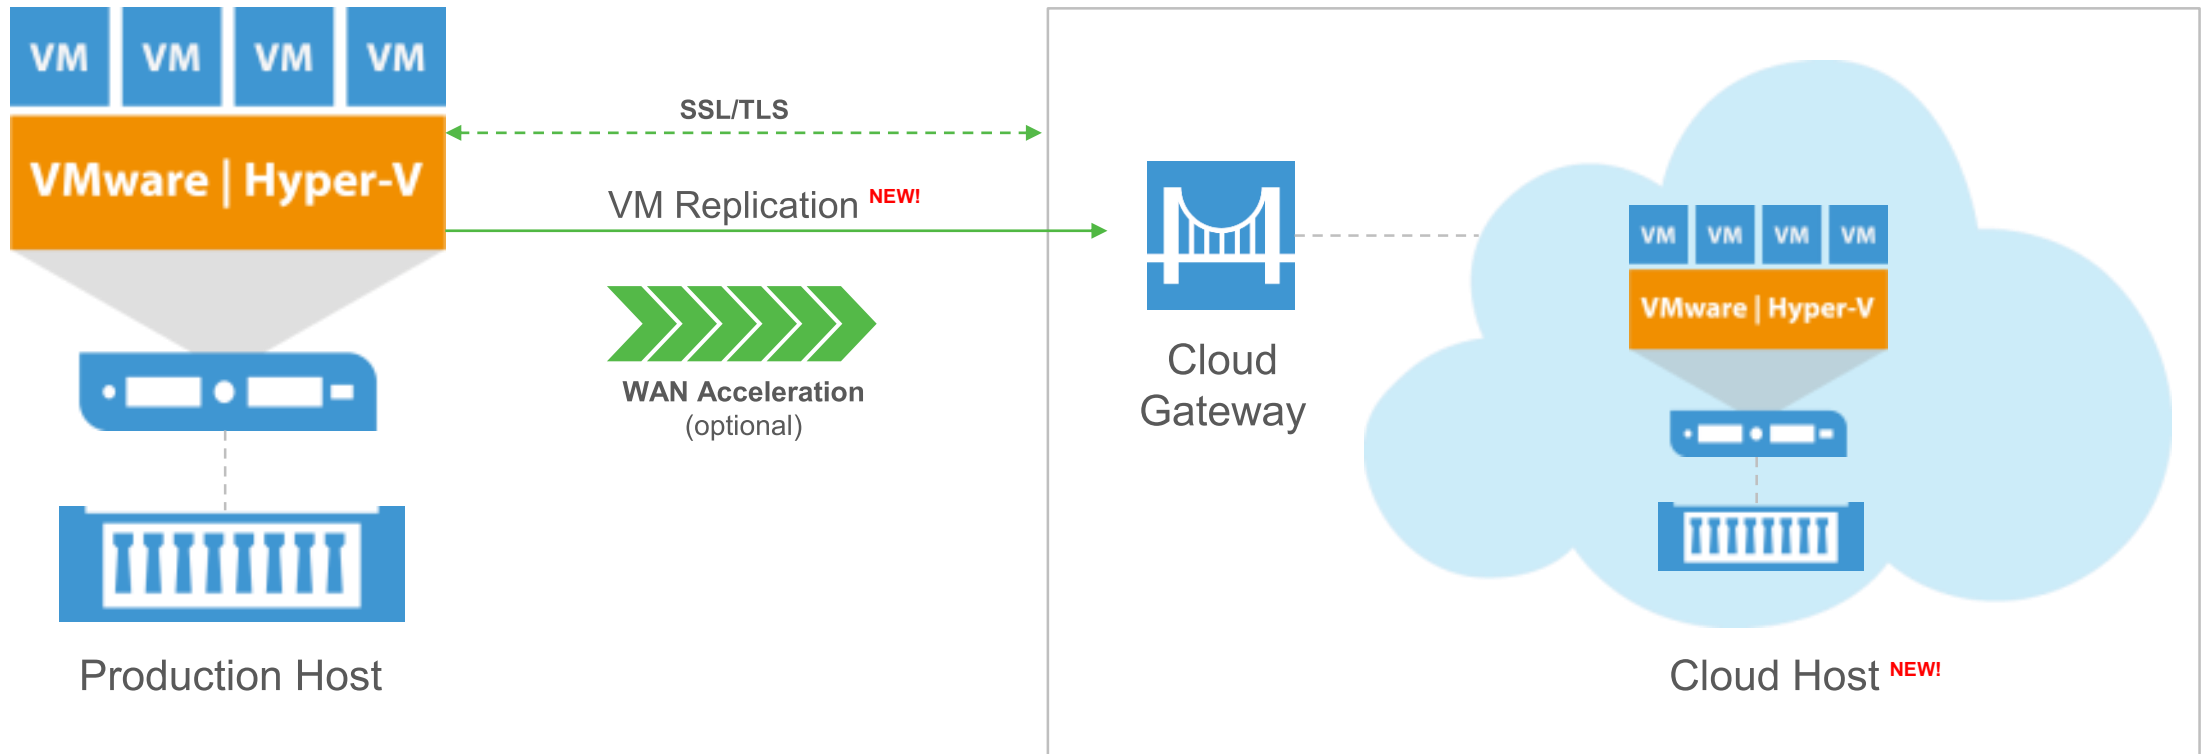 VM VM VM VM
VMware | Hyper-V
SSL/TLS
VM Replication NEW!
WAN Acceleration
(optional)
Production Host
Cloud
Gateway
VM VM VM VM
VMware | Hyper-V
Cloud Host NEW!